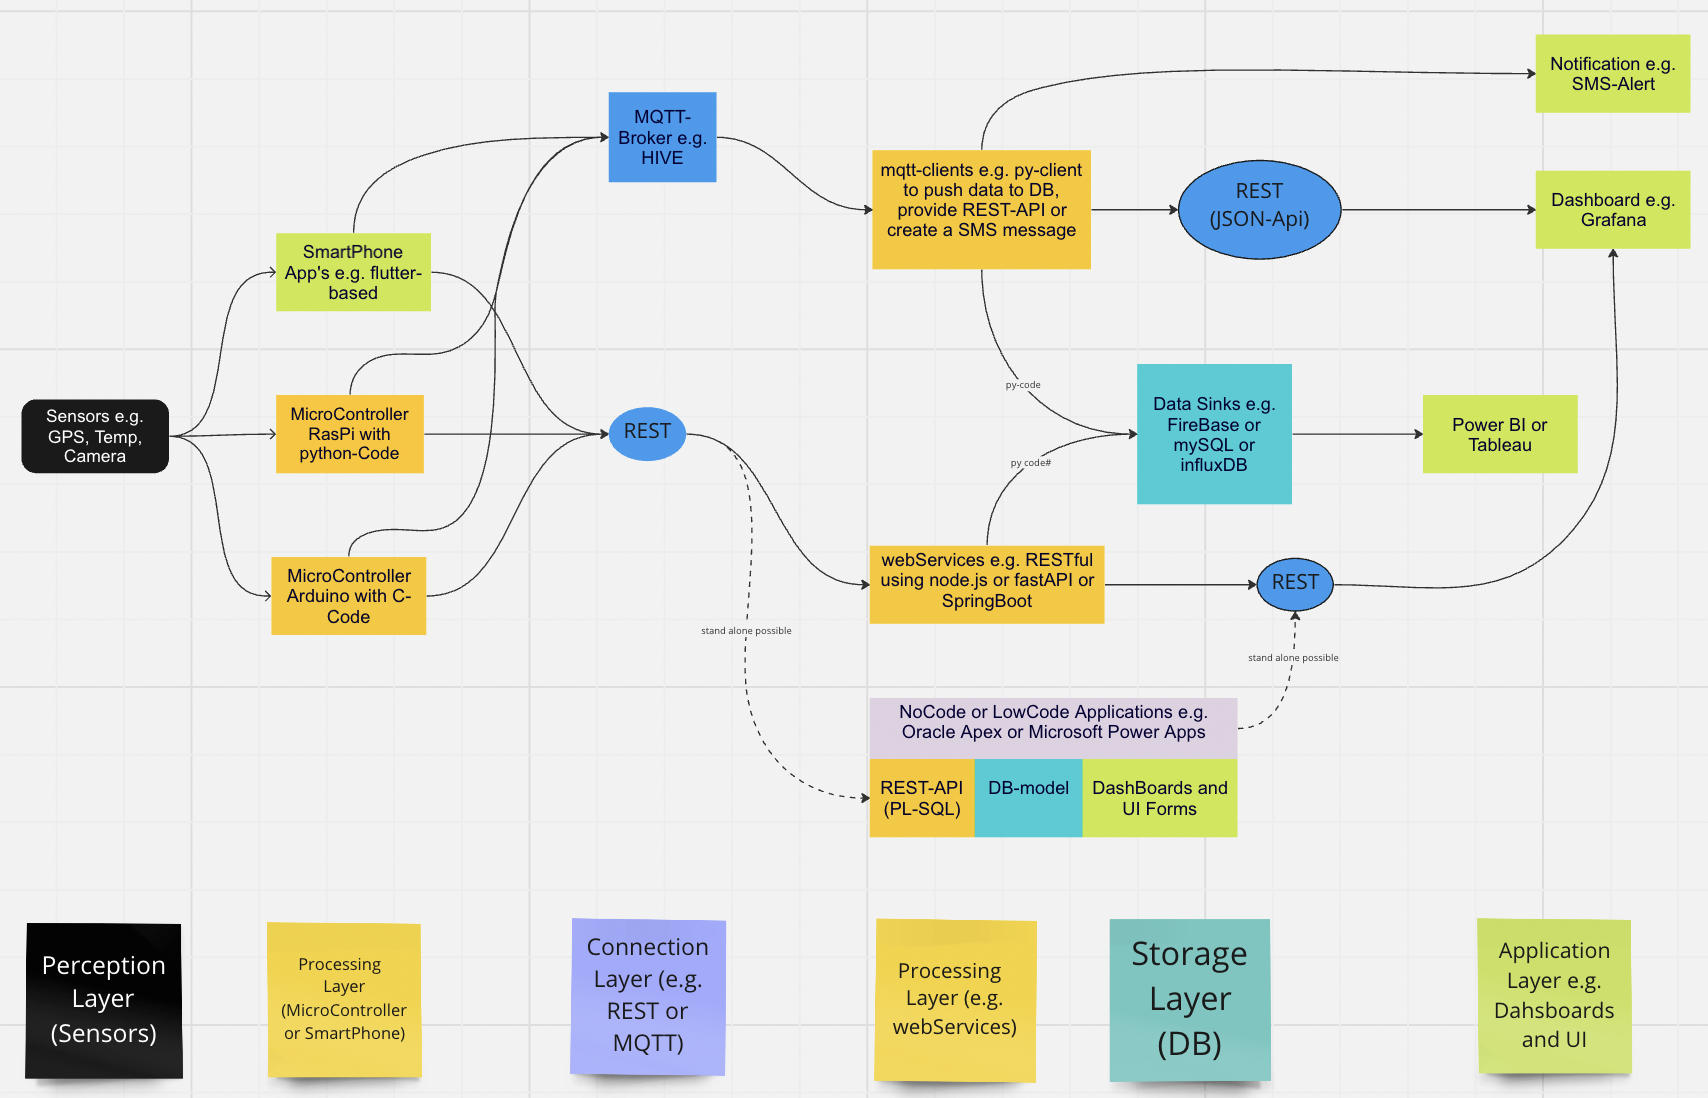 Notification e.g.
SMS-Alert
MQTT-
Broker e.g.
HIVE
mqtt-clients e.g. py-client
to push data to DB,
provide REST-API or
create a SMS message
REST
(JSON-Api)
Dashboard e.g.
Grafana
SmartPhone
App's e.g. flutter-
based
Sensors e.g.
GPS, Temp,
Camera
MicroController
RasPi with
python-Code
REST
py-code
py code#
Data Sinks e.g.
FireBase or
mySQL or
influxDB
Power BI or
Tableau
MicroController
Arduino with C-
Code
webServices e.g. RESTful
using node.js or fastAPI or
SpringBoot
REST
stand alone possible
stand alone possible
NoCode or LowCode Applications e.g.
Oracle Apex or Microsoft Power Apps
REST-API
(PL-SQL)
DB-model
DashBoards and
UI Forms
Perception
Layer
(Sensors)
Processing
Layer
(MicroController
or SmartPhone)
Connection
Layer (e.g.
REST or
MQTT)
Processing
Layer (e.g.
webServices)
Storage
Layer
(DB)
Application
Layer e.g.
Dahsboards
and UI